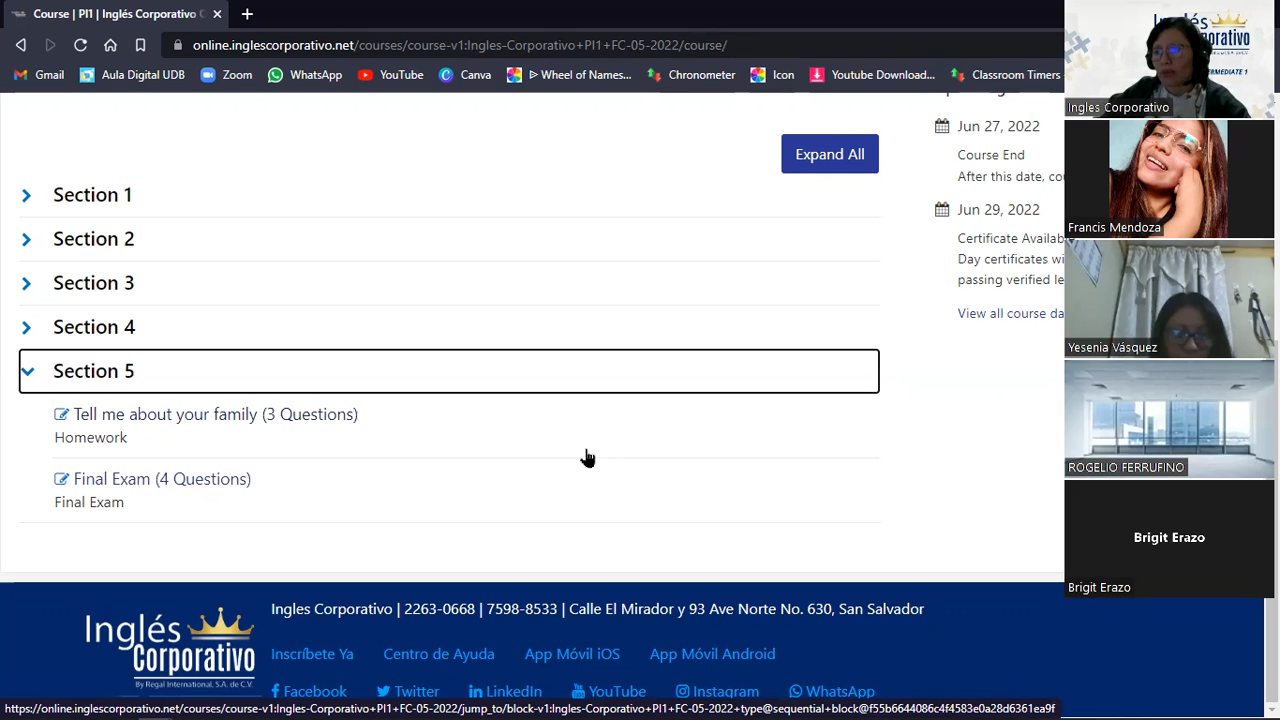 Course | PI1 | Inglés Corporativo
online.inglescorporativo.net/courses/course-v1:Ingles-Corporativo+PI1+FC-05-2022/course/
Gmail
Aula Digital UDB
Zoom
WhatsApp
YouTube
Canva
Wheel of Names...
Chronometer
Icon
Youtube Download...
Classroom Timers
Expand All
Section 1
Section 2
Section 3
Section 4
Section 5
Tell me about your family (3 Questions)
Homework
Final Exam (4 Questions)
Final Exam
Jun 27, 2022
Course End
After this date, cou
Jun 29, 2022
Certificate Availab
Day certificates wi
passing verified le
View all course da
Inglés
Corporativo
By Regal International, S.A. de C.V.
Ingles Corporativo | 2263-0668 | 7598-8533 | Calle El Mirador y 93 Ave Norte No. 630, San Salvador
Inscríbete Ya
Centro de Ayuda
App Móvil iOS
App Móvil Android
Facebook
Twitter
LinkedIn
YouTube
Instagram
WhatsApp
https://online.inglescorporativo.net/courses/course-v1:Ingles-Corporativo+PI1+FC-05-2022/jump_to/block-v1:Ingles-Corporativo+PI1+FC-05-2022+type@sequential+block@f55b6644086c4f4583e0a28df6361ea9f
Ingles Corporativo
Francis Mendoza
Yesenia Vásquez
ROGELIO FERRUFINO
Brigit Erazo
Brigit Erazo